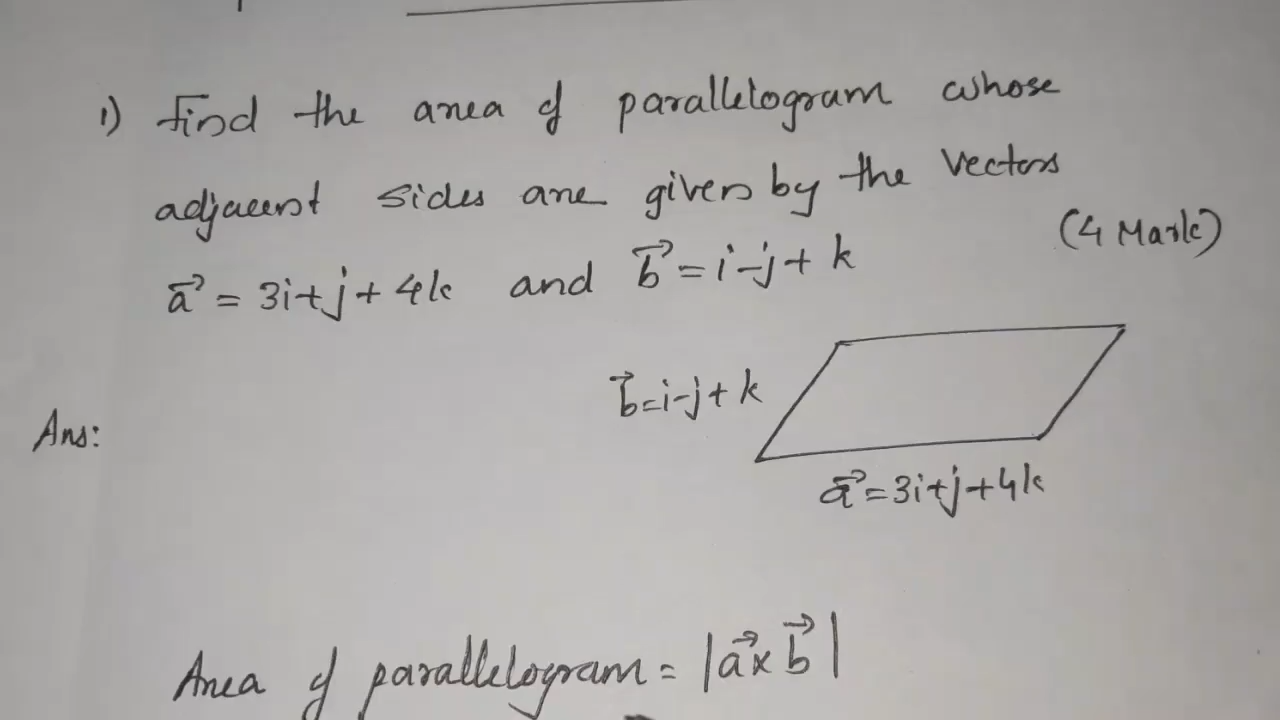 1) Find the area of parallelogram whose
adjacent sides are given by the vectors
(4 Mark)
a⃗ = 3i+j+4k and b⃗ = i-j+k
b⃗=i-j+k
Ans:
a⃗=3i+j+4k
Area of parallelogram = |a⃗×b⃗|